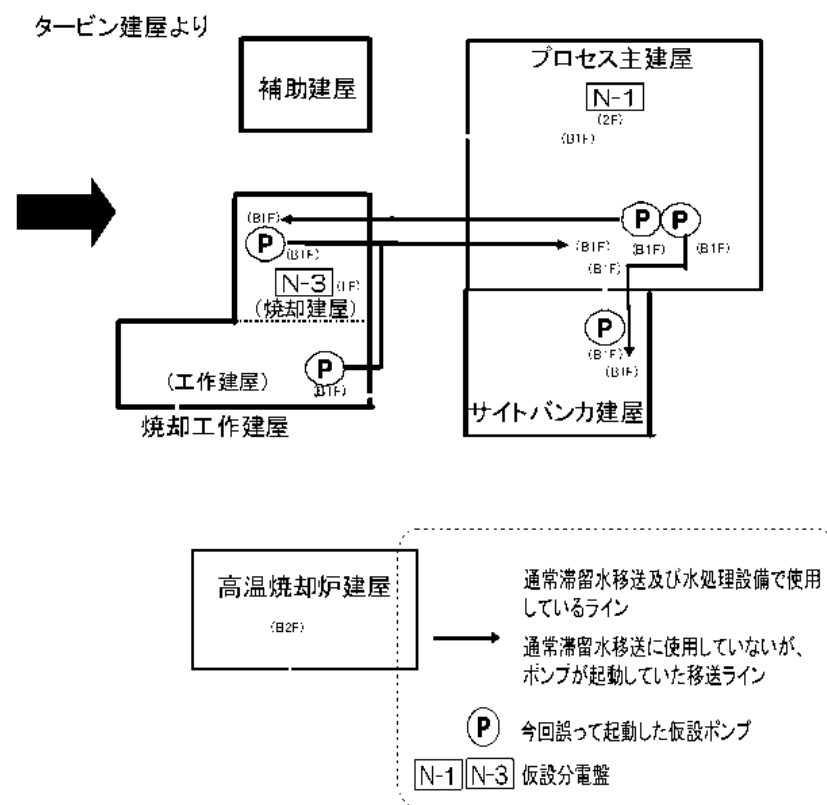 タービン建屋より
補助建屋
プロセス主建屋
N-1
(2F)
(B1F)
(B1F)
P
(B1F)
N-3
(1F)
(焼却建屋)
P
P
(B1F)
(B1F)
(B1F)
(B1F)
P
(B1F)
(B1F)
(工作建屋)
P
(B1F)
焼却工作建屋
サイトバンカ建屋
高温焼却炉建屋
(B2F)
通常滞留水移送及び水処理設備で使用
しているライン
通常滞留水移送に使用していないが、
ポンプが起動していた移送ライン
P 今回誤って起動した仮設ポンプ
N-1 N-3 仮設分電盤